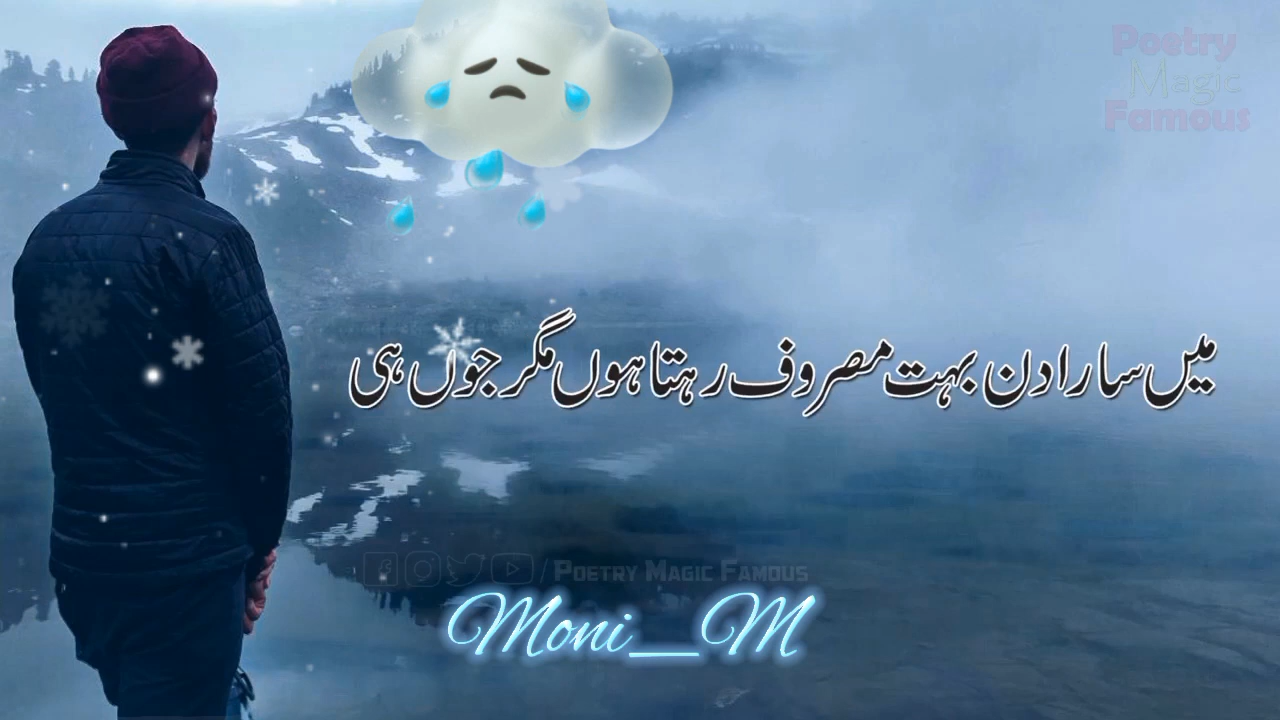 Poetry
Magic
Famous
میں سارا دن بہت مصروف رہتا ہوں مگر جوں ہی
/ POETRY MAGIC FAMOUS
Moni__M